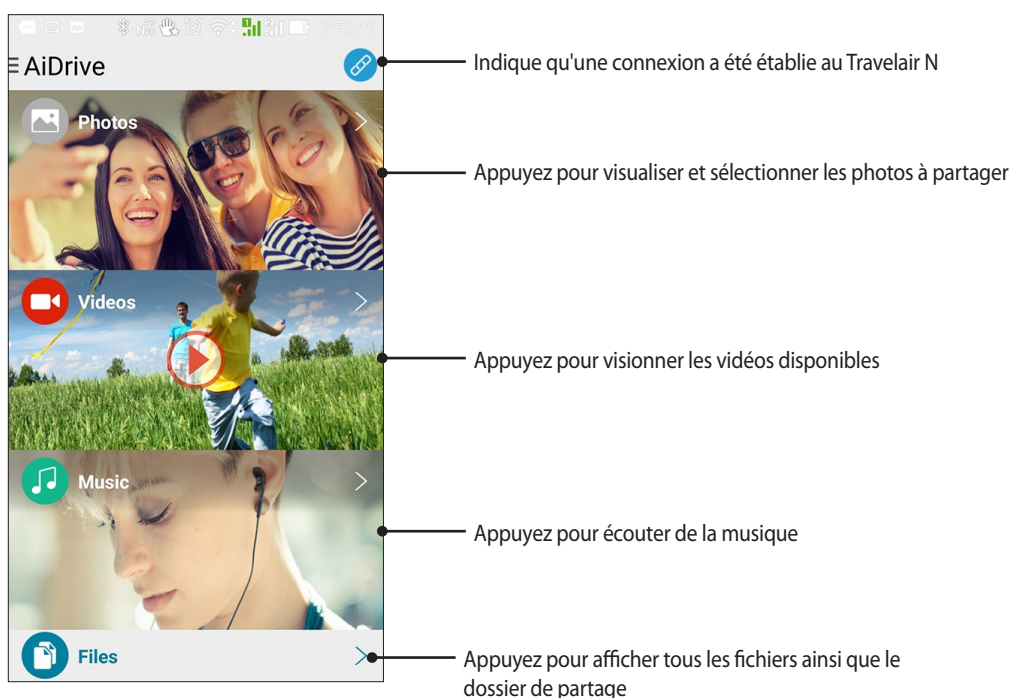 AiDrive
Indique qu'une connexion a été établie au Travelair N
Photos
Appuyez pour visualiser et sélectionner les photos à partager
Videos
Appuyez pour visionner les vidéos disponibles
Music
Appuyez pour écouter de la musique
Files
Appuyez pour afficher tous les fichiers ainsi que le
dossier de partage